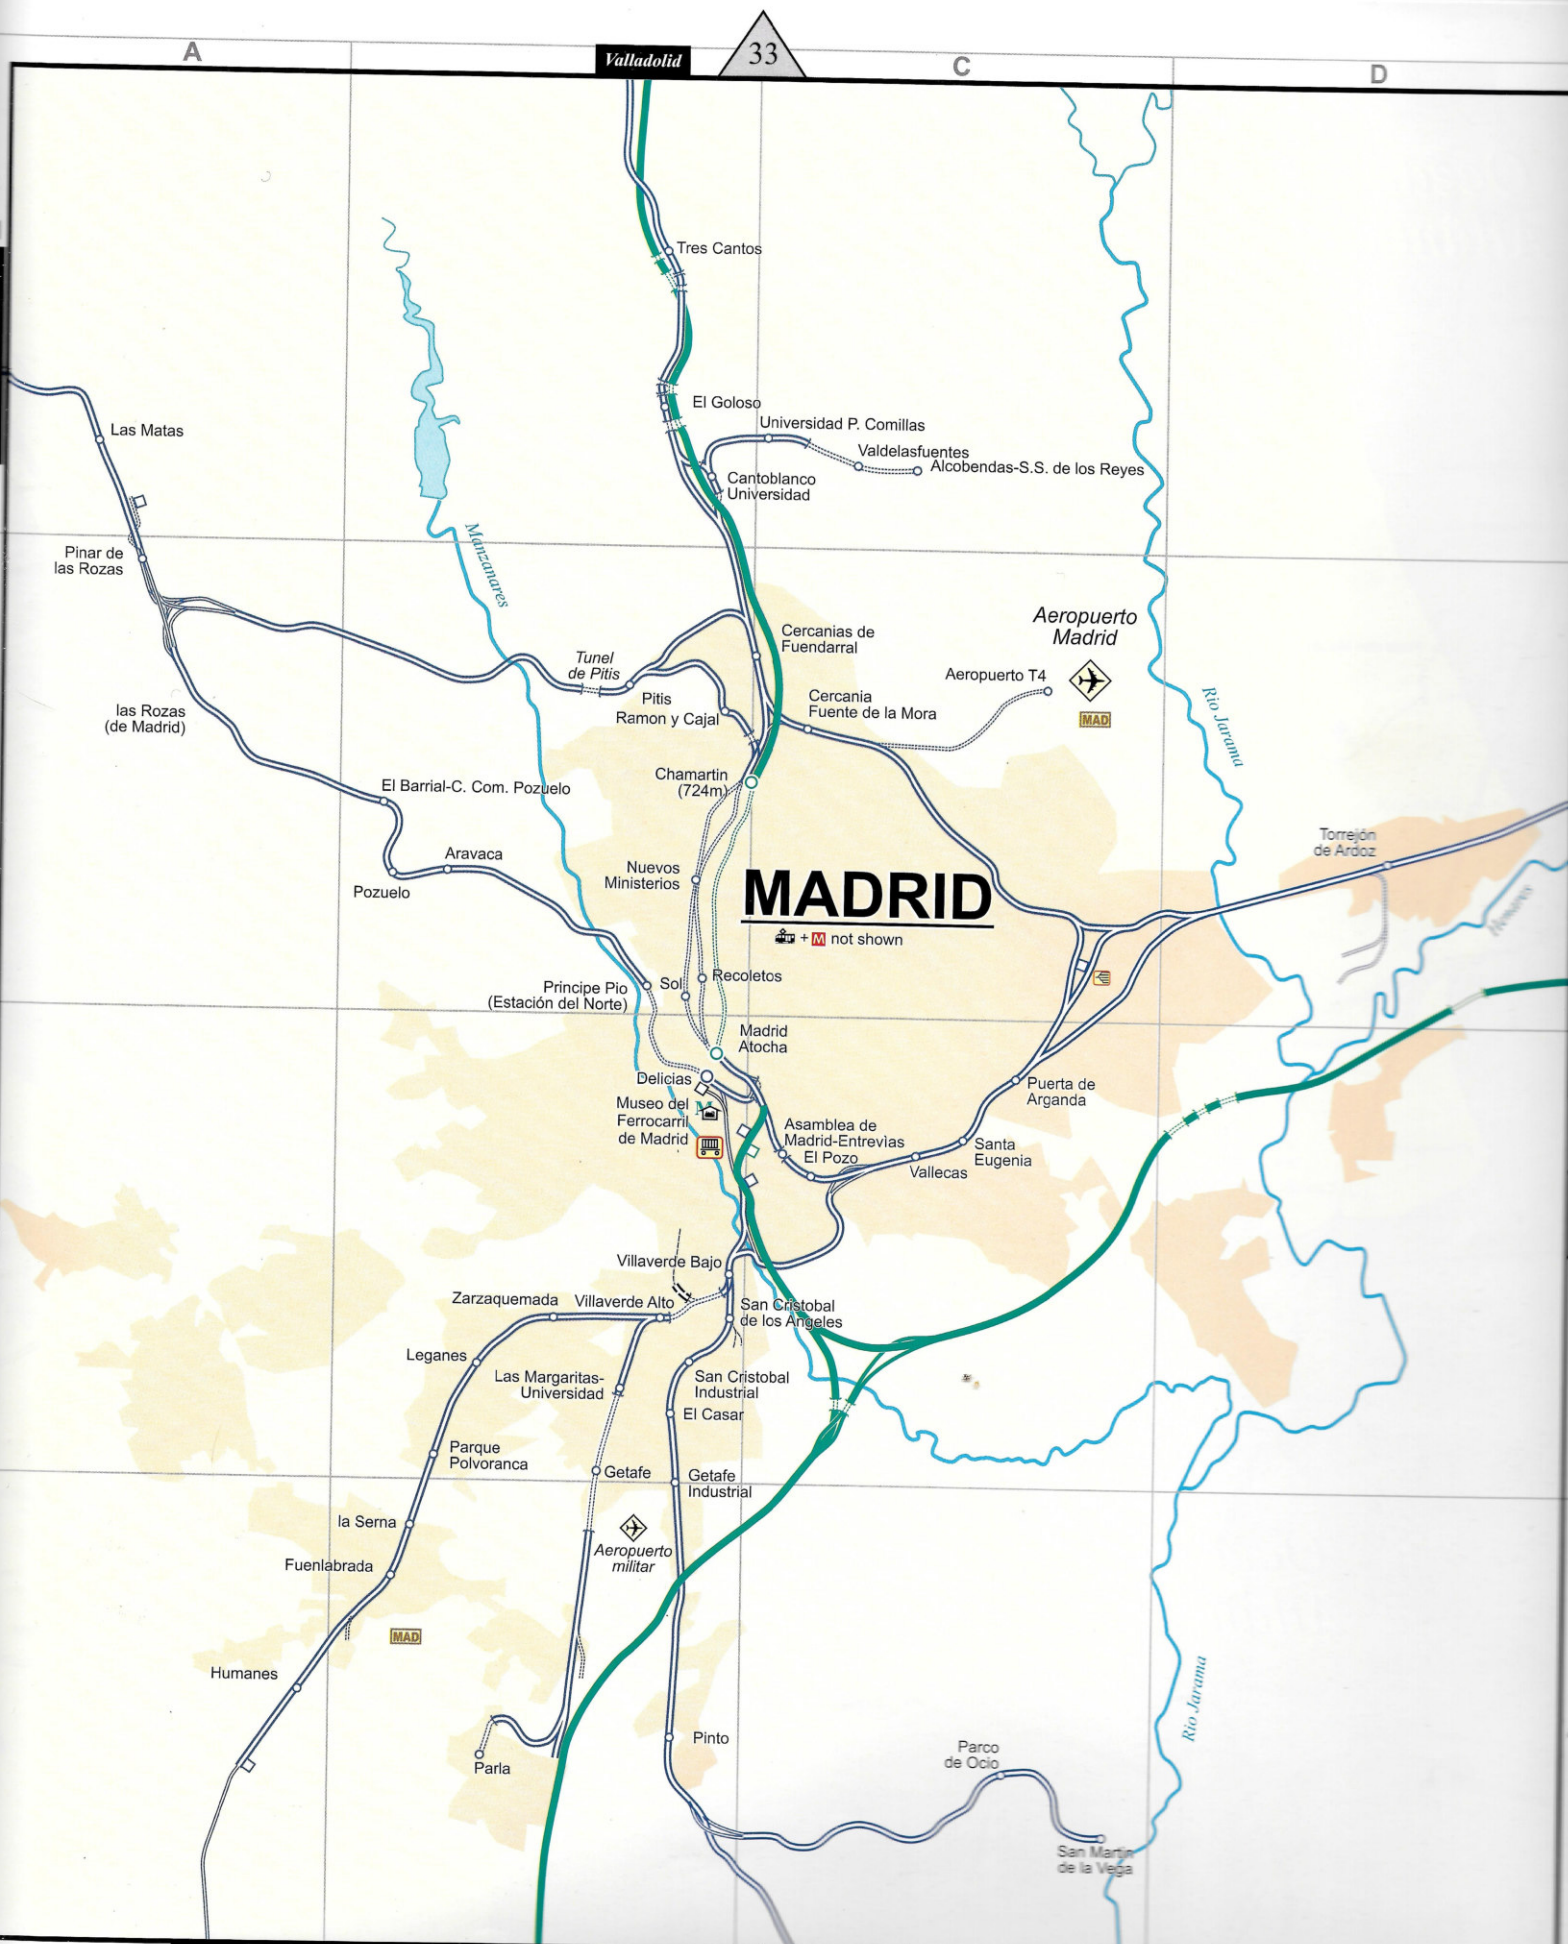 A
Valladolid
33
C
D
Tres Cantos
El Goloso
Universidad P. Comillas
Valdelasfuentes
Alcobendas-S.S. de los Reyes
Cantoblanco
Universidad
Las Matas
Pinar de
las Rozas
Manzanares
Aeropuerto
Madrid
Cercanias de
Fuendarral
Tunel
de Pitis
Pitis
Ramon y Cajal
Aeropuerto T4
Cercania
Fuente de la Mora
MAD
Rio Jarama
las Rozas
(de Madrid)
Chamartin
(724m)
El Barrial-C. Com. Pozuelo
Torrejón
de Ardoz
Aravaca
Pozuelo
Nuevos
Ministerios
MADRID
+ M not shown
Henares
Principe Pio
(Estación del Norte)
Sol
Recoletos
Madrid
Atocha
Delicias
Museo del
Ferrocarril
de Madrid
M
Puerta de
Arganda
Asamblea de
Madrid-Entrevias
El Pozo
Santa
Eugenia
Vallecas
Villaverde Bajo
Zarzaquemada
Villaverde Alto
San Cristobal
de los Angeles
Leganes
Las Margaritas-
Universidad
San Cristobal
Industrial
El Casar
Parque
Polvoranca
Getafe
Getafe
Industrial
la Serna
Fuenlabrada
Aeropuerto
militar
MAD
Humanes
Rio Jarama
Pinto
Parla
Parco
de Ocio
San Martin
de la Vega